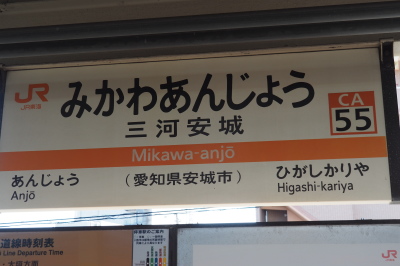 JR
JR東海
みかわあんじょう
三河安城
CA
55
Mikawa-anjō
あんじょう
Anjō
(愛知県安城市)
ひがしかりや
Higashi-kariya
道線時刻表
Line Departure Time
JR